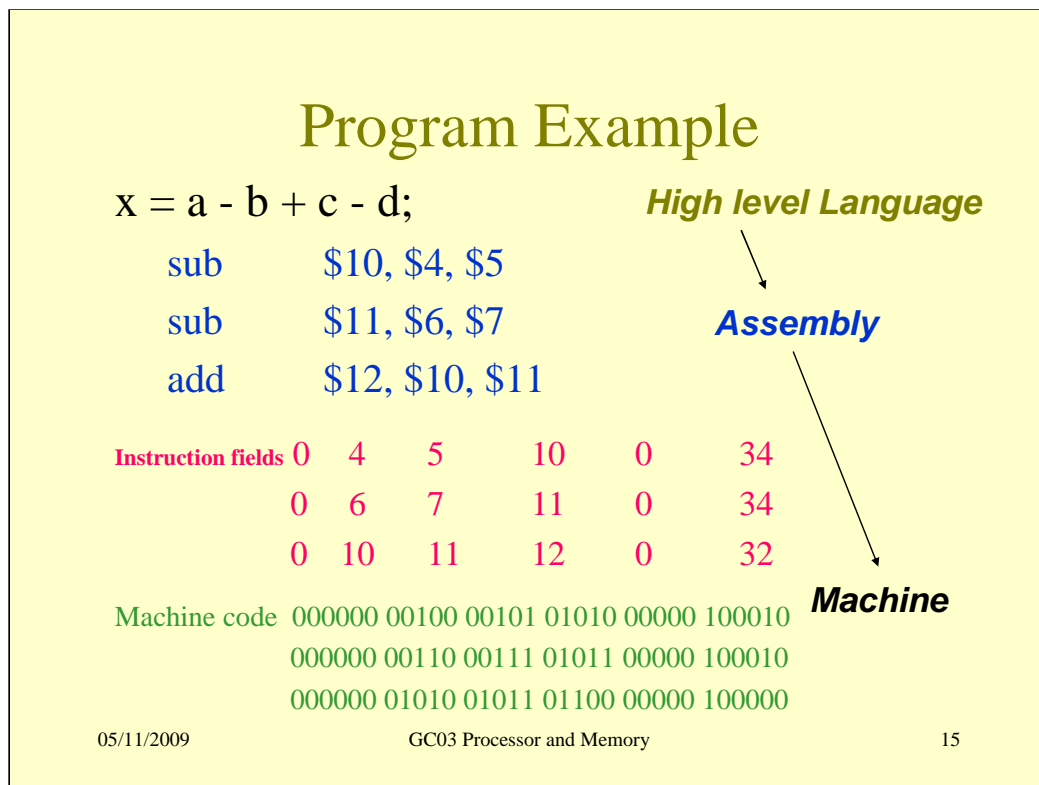 Program Example
x = a - b + c - d;
High level Language
sub $10, $4, $5
sub $11, $6, $7
Assembly
add $12, $10, $11
Instruction fields 0 4 5 10 0 34
0 6 7 11 0 34
0 10 11 12 0 32
Machine
Machine code 000000 00100 00101 01010 00000 100010
000000 00110 00111 01011 00000 100010
000000 01010 01011 01100 00000 100000
05/11/2009 GC03 Processor and Memory 15